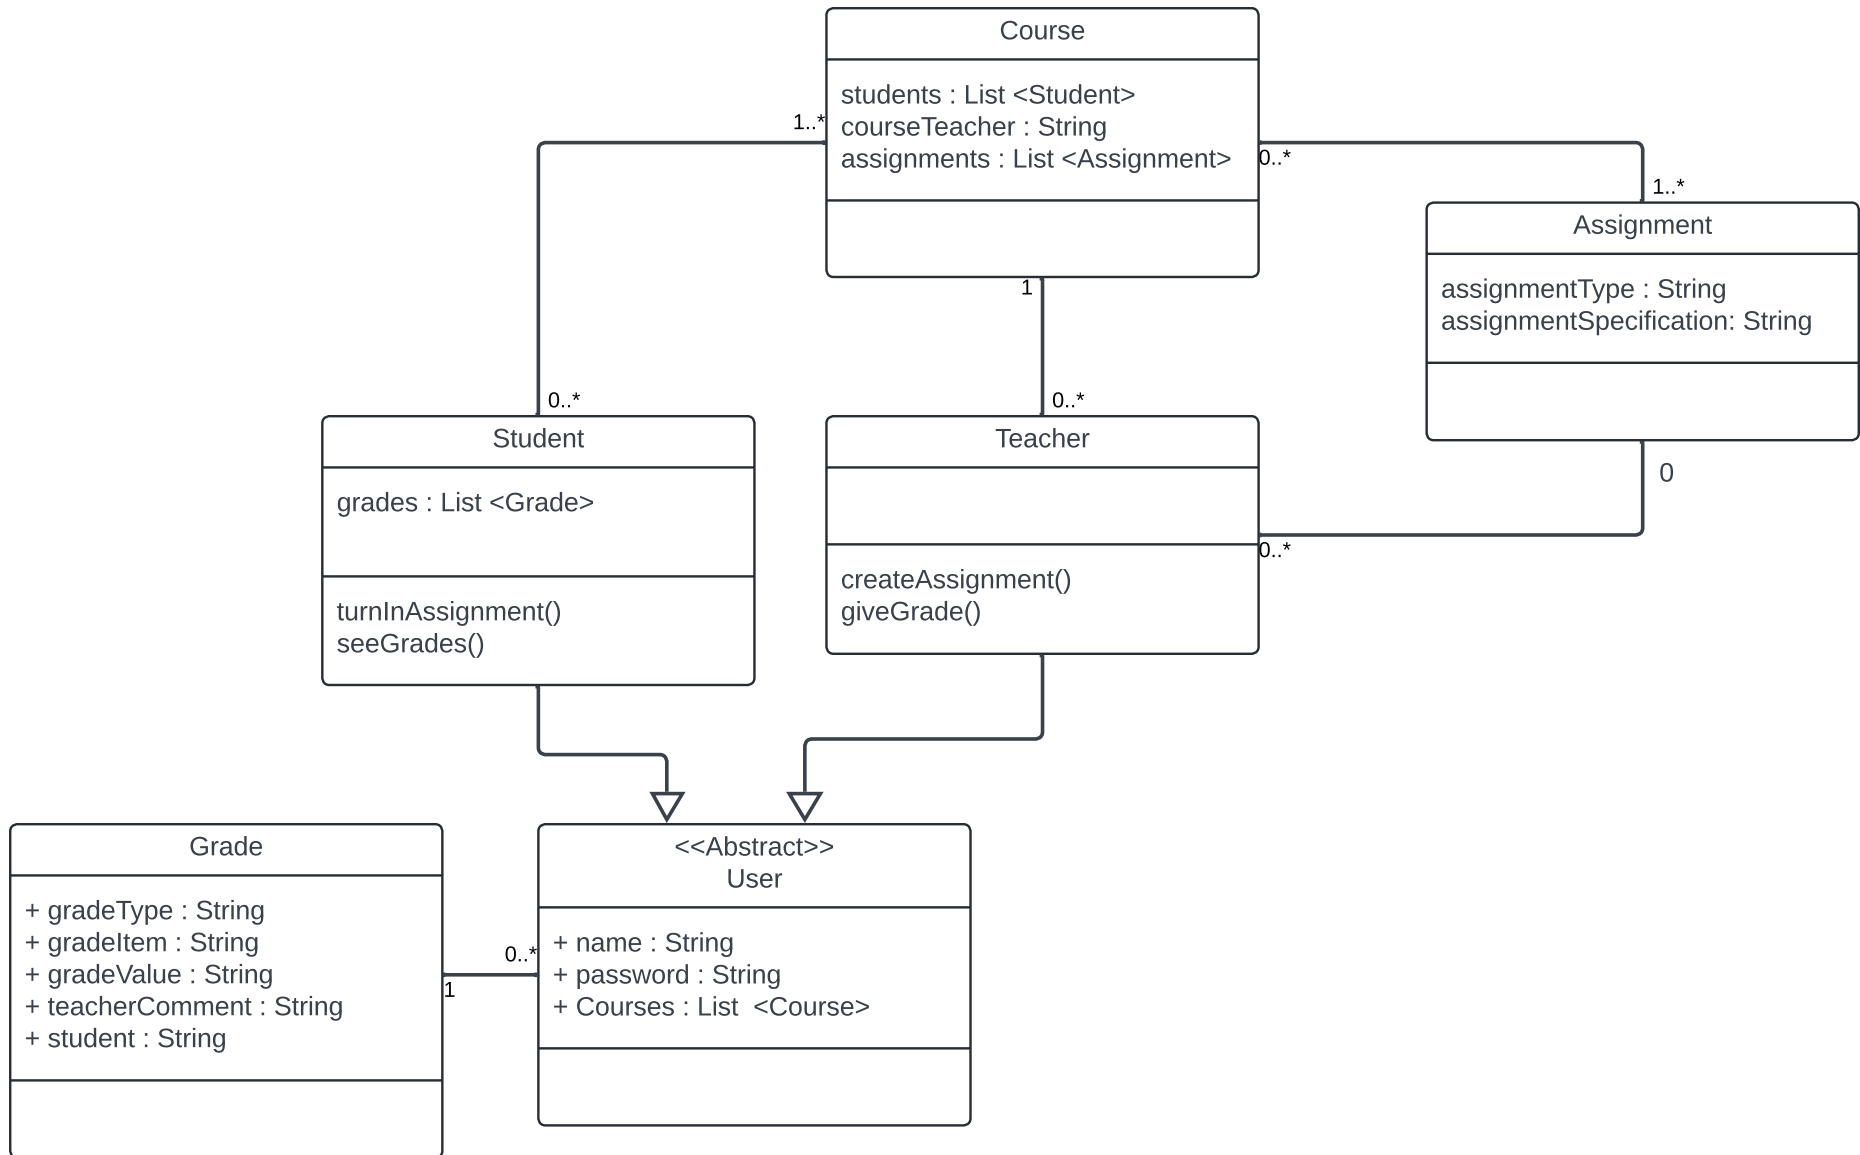 Course
students : List <Student>
courseTeacher : String
assignments : List <Assignment>
1..*
0..*
1..*
Assignment
assignmentType : String
assignmentSpecification: String
1
0..*
0..*
Student
grades : List <Grade>
turnInAssignment()
seeGrades()
Teacher
createAssignment()
giveGrade()
0
0..*
Grade
+ gradeType : String
+ gradeItem : String
+ gradeValue : String
+ teacherComment : String
+ student : String
0..*
1
<<Abstract>>
User
+ name : String
+ password : String
+ Courses : List  <Course>